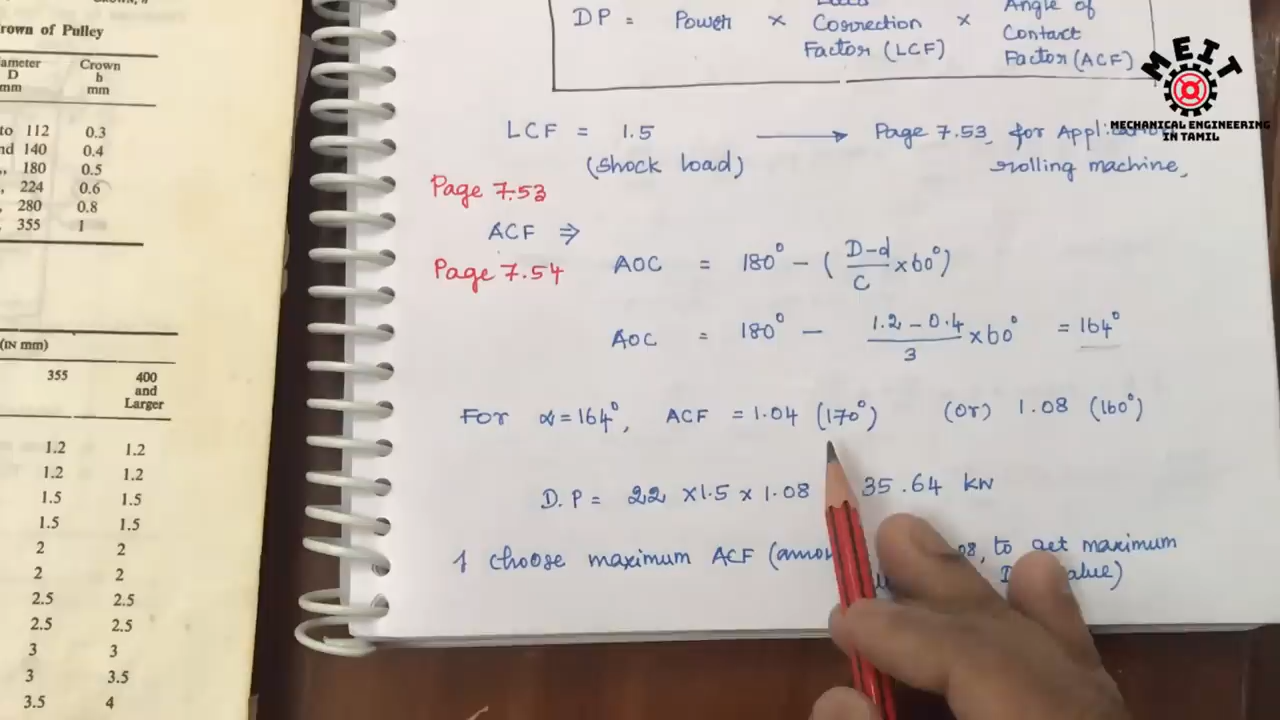 rown of Pulley
ameter
D
mm
Crown
b
mm
to 112 0.3
nd 140 0.4
,, 180 0.5
, 224 0.6
, 280 0.8
, 355 1
(IN mm)
355 400
and
Larger
1.2 1.2
1.2 1.2
1.5 1.5
1.5 1.5
2 2
2 2
2.5 2.5
2.5 2.5
3 3
3 3.5
3.5 4
DP = Power × Correction Factor (LCF) × Angle of Contact Factor (ACF)
MEIT
MECHANICAL ENGINEERING
IN TAMIL
LCF = 1.5 → Page 7.53, for
(shock load) rolling machine,
Page 7.53
ACF ⇒
Page 7.54
AOC = 180° - ( D-d/C × 60° )
AOC = 180° - 1.2 - 0.4/3 × 60° = 164°
For α = 164°, ACF = 1.04 (170°) (or) 1.08 (160°)
D.P = 22 × 1.5 × 1.08 35.64 kW
I choose maximum ACF to get maximum